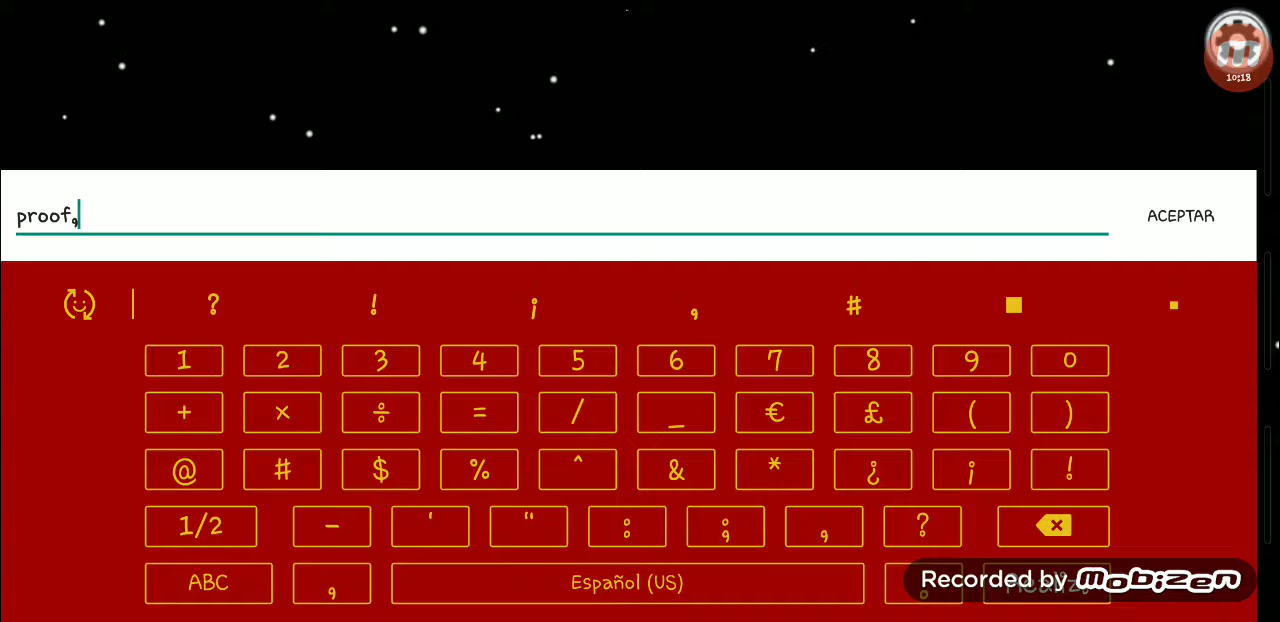 10:18
proof,
ACEPTAR
? ! ¡ , #
1 2 3 4 5 6 7 8 9 0
+ × ÷ = / _ € £ ( )
@ # $ % ^ & * ¿ ¡ !
1/2 - ' " : ; , ?
ABC , Español (US)
Recorded by Mobizen